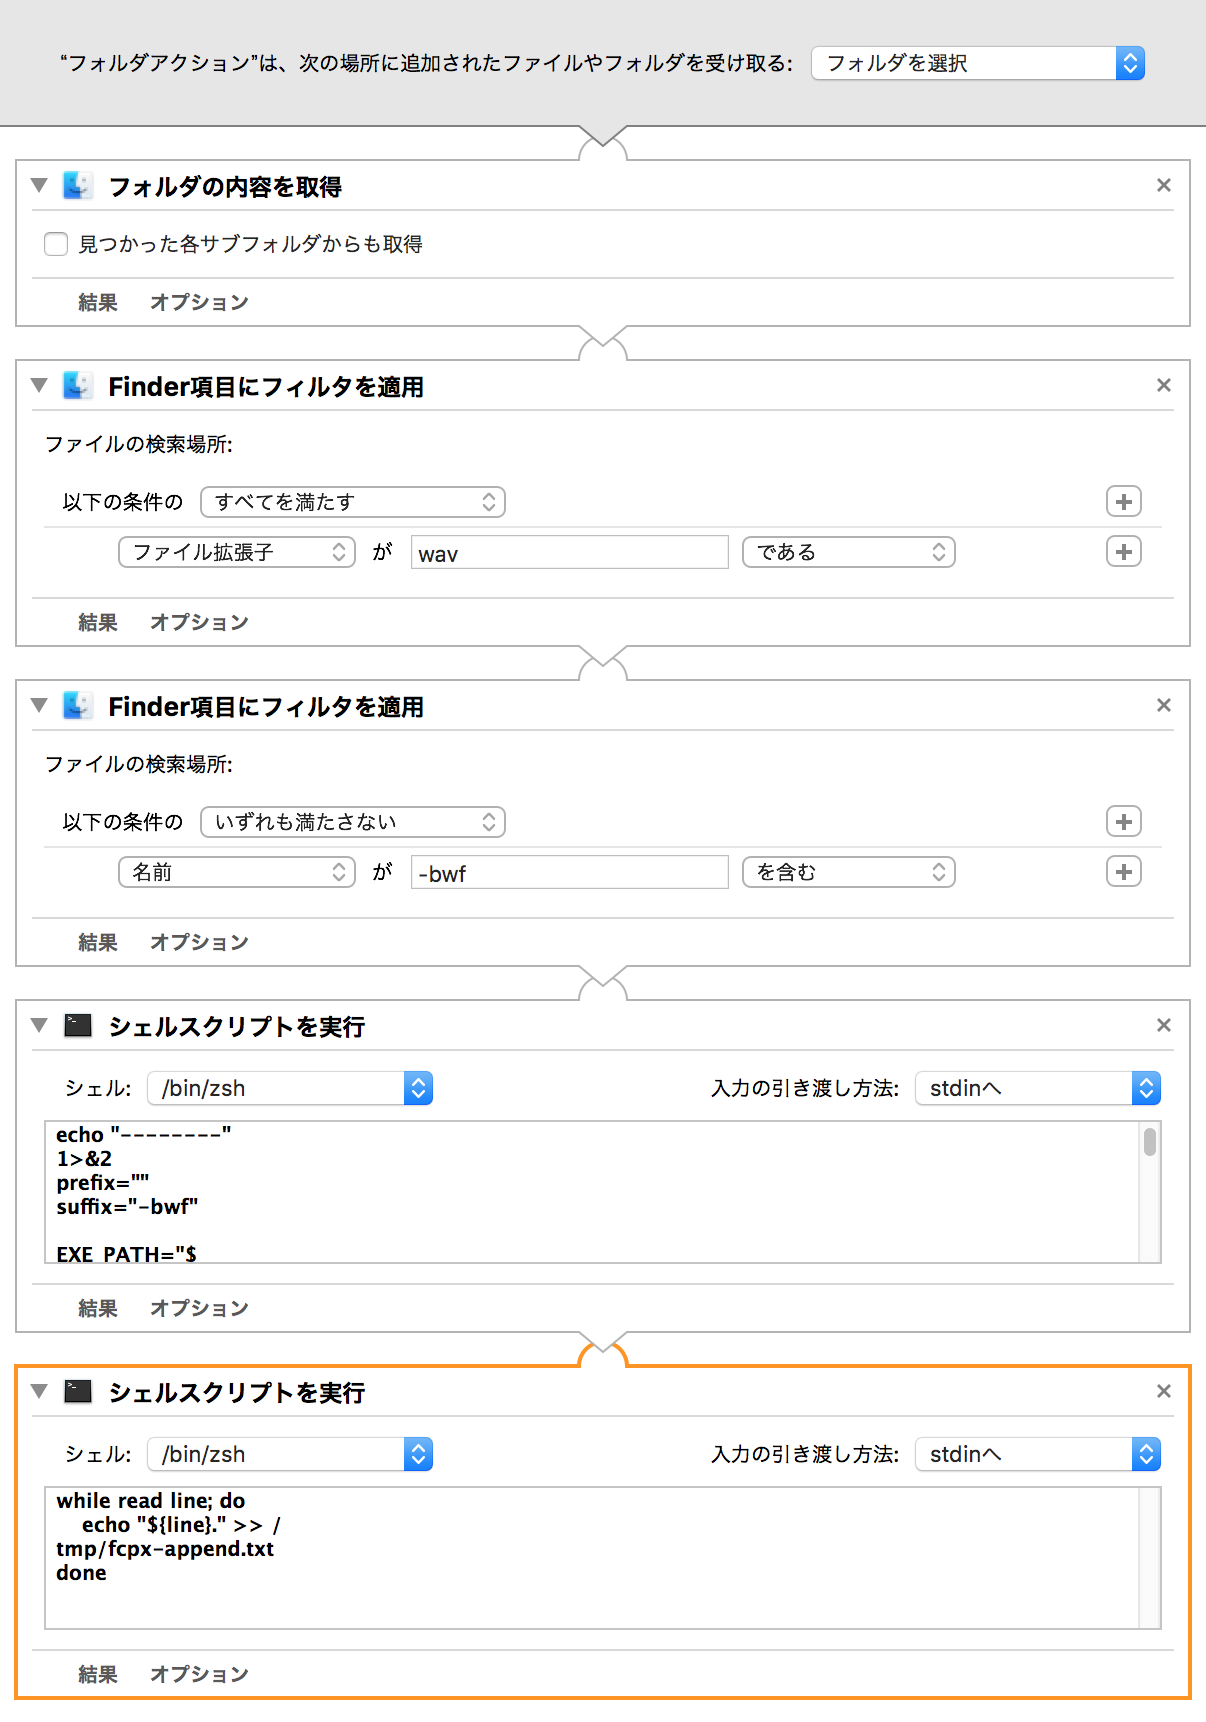 “フォルダアクション”は、次の場所に追加されたファイルやフォルダを受け取る: フォルダを選択
フォルダの内容を取得
見つかった各サブフォルダからも取得
結果 オプション
Finder項目にフィルタを適用
ファイルの検索場所:
以下の条件の すべてを満たす
ファイル拡張子 が wav である
結果 オプション
Finder項目にフィルタを適用
ファイルの検索場所:
以下の条件の いずれも満たさない
名前 が -bwf を含む
結果 オプション
シェルスクリプトを実行
シェル: /bin/zsh 入力の引き渡し方法: stdinへ
echo "--------"
1>&2
prefix=""
suffix="-bwf"
EXE_PATH="$
結果 オプション
シェルスクリプトを実行
シェル: /bin/zsh 入力の引き渡し方法: stdinへ
while read line; do
echo "${line}." >> /
tmp/fcpx-append.txt
done
結果 オプション